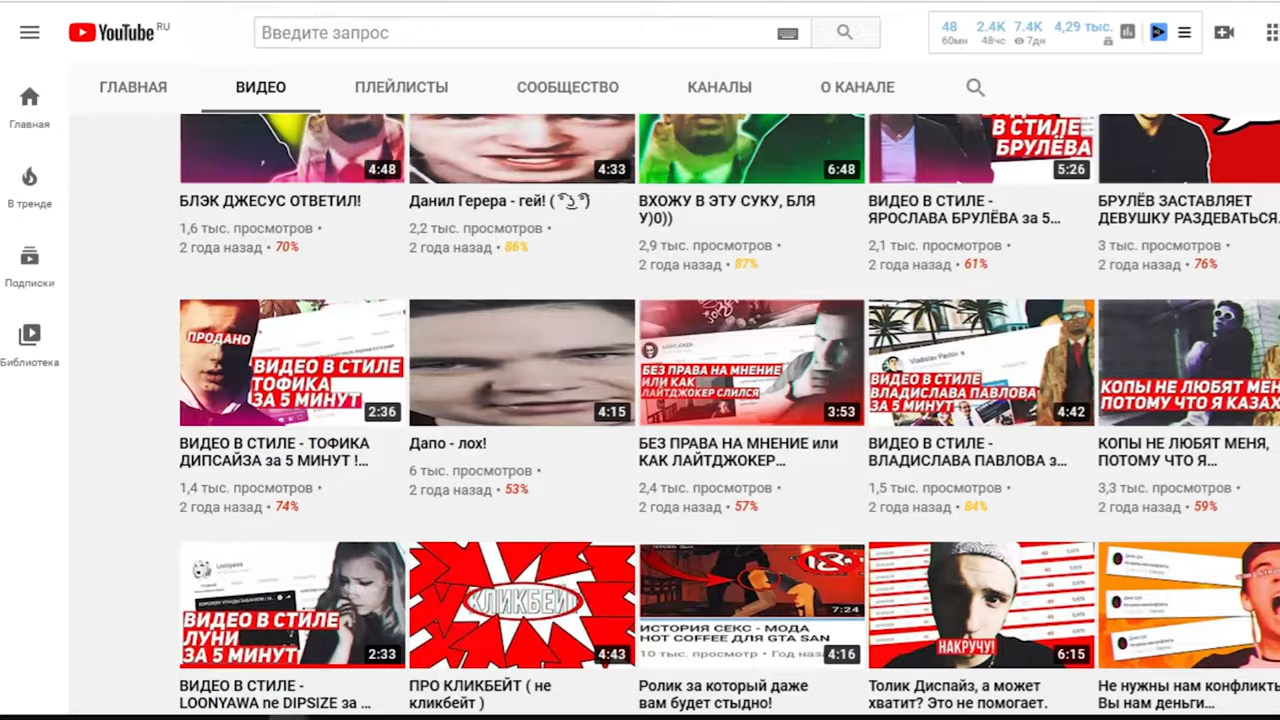 YouTube RU
Введите запрос
48 2.4K 7.4K 4,29 тыс.
60мн 48чс 7дн
ГЛАВНАЯ ВИДЕО ПЛЕЙЛИСТЫ СООБЩЕСТВО КАНАЛЫ О КАНАЛЕ
Главная
В тренде
Подписки
Библиотека
4:48
4:33
6:48
ВИДЕО
В СТИЛЕ
БРУЛЁВА
5:26
БЛЭК ДЖЕСУС ОТВЕТИЛ!
1,6 тыс. просмотров •
2 года назад • 70%
Данил Герера - гей! ( ͡° ͜ʖ ͡°)
2,2 тыс. просмотров •
2 года назад • 86%
ВХОЖУ В ЭТУ СУКУ, БЛЯ
У)0))
2,9 тыс. просмотров •
2 года назад • 87%
ВИДЕО В СТИЛЕ -
ЯРОСЛАВА БРУЛЁВА за 5...
2,1 тыс. просмотров •
2 года назад • 61%
БРУЛЁВ ЗАСТАВЛЯЕТ
ДЕВУШКУ РАЗДЕВАТЬСЯ.
3 тыс. просмотров •
2 года назад • 76%
ПРОДАНО
ВИДЕО В СТИЛЕ
ТОФИКА
ЗА 5 МИНУТ
2:36
4:15
БЕЗ ПРАВА НА МНЕНИЕ
ИЛИ КАК
ЛАЙТДЖОКЕР СЛИЛСЯ
3:53
Vladislav Pavlov
ВИДЕО В СТИЛЕ
ВЛАДИСЛАВА ПАВЛОВА
ЗА 5 МИНУТ
4:42
КОПЫ НЕ ЛЮБЯТ МЕН
ПОТОМУ ЧТО Я КАЗАХ
ВИДЕО В СТИЛЕ - ТОФИКА
ДИПСАЙЗА за 5 МИНУТ !...
1,4 тыс. просмотров •
2 года назад • 74%
Дапо - лох!
6 тыс. просмотров •
2 года назад • 53%
БЕЗ ПРАВА НА МНЕНИЕ или
КАК ЛАЙТДЖОКЕР...
2,4 тыс. просмотров •
2 года назад • 57%
ВИДЕО В СТИЛЕ -
ВЛАДИСЛАВА ПАВЛОВА з...
1,5 тыс. просмотров •
2 года назад • 84%
КОПЫ НЕ ЛЮБЯТ МЕНЯ,
ПОТОМУ ЧТО Я...
3,3 тыс. просмотров •
2 года назад • 59%
Loonyawa
ВИДЕО В СТИЛЕ
ЛУНИ
ЗА 5 МИНУТ
2:33
КЛИКБЕЙТ
4:43
18+
7:24
ИСТОРИЯ СЕКС - МОДА
HOT COFFEE ДЛЯ GTA SAN
10 тыс. просмотр • Год наз
4:16
НАКРУЧУ!
6:15
ВИДЕО В СТИЛЕ -
LOONYAWA ne DIPSIZE за ...
ПРО КЛИКБЕЙТ ( не
кликбейт )
Ролик за который даже
вам будет стыдно!
Толик Диспайз, а может
хватит? Это не помогает.
Не нужны нам конфликты
Вы нам деньги...